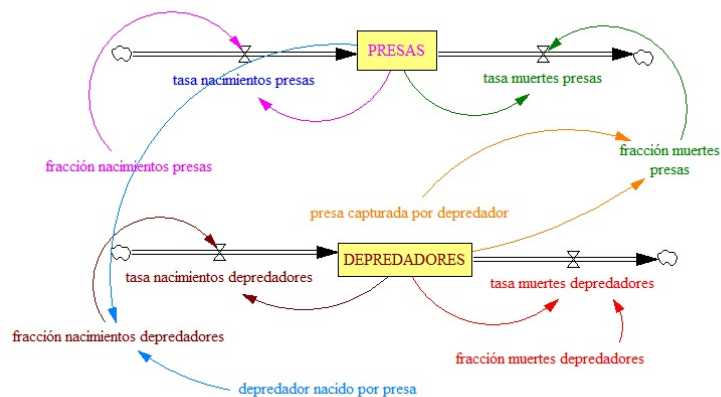 PRESAS
tasa nacimientos presas
tasa muertes presas
fracción nacimientos presas
fracción muertes
presas
presa capturada por depredador
DEPREDADORES
tasa nacimientos depredadores
tasa muertes depredadores
fracción nacimientos depredadores
fracción muertes depredadores
depredador nacido por presa